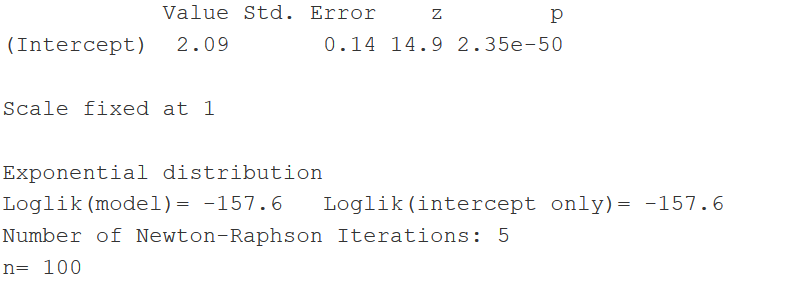 Value Std. Error z p
(Intercept) 2.09 0.14 14.9 2.35e-50
Scale fixed at 1
Exponential distribution
Loglik(model)= -157.6 Loglik(intercept only)= -157.6
Number of Newton-Raphson Iterations: 5
n= 100